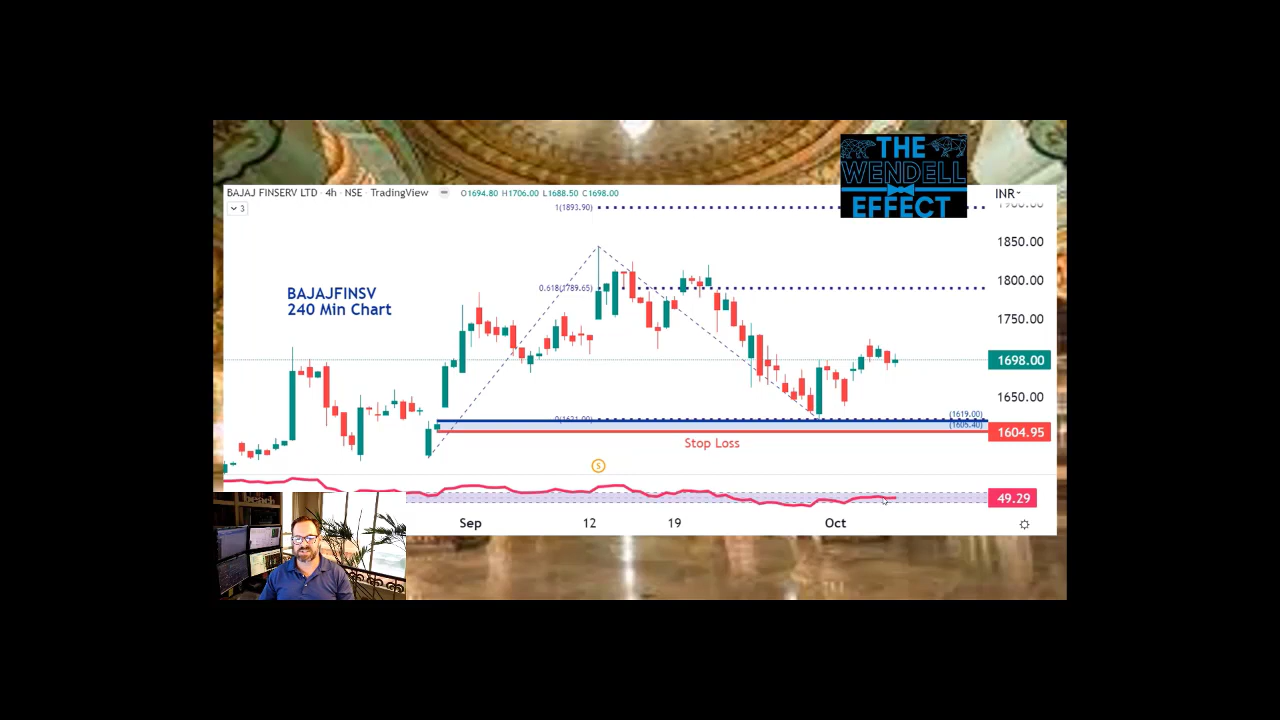 THE
WENDELL
EFFECT
BAJAJ FINSERV LTD · 4h · NSE · TradingView
O1694.80 H1706.00 L1688.50 C1698.00
INR
3
1(1893.90)
1850.00
1800.00
0.618(1789.65)
BAJAJFINSV
240 Min Chart
1750.00
1698.00
1650.00
(1619.00)
(1605.40)
1604.95
Stop Loss
S
49.29
Sep
12
19
Oct